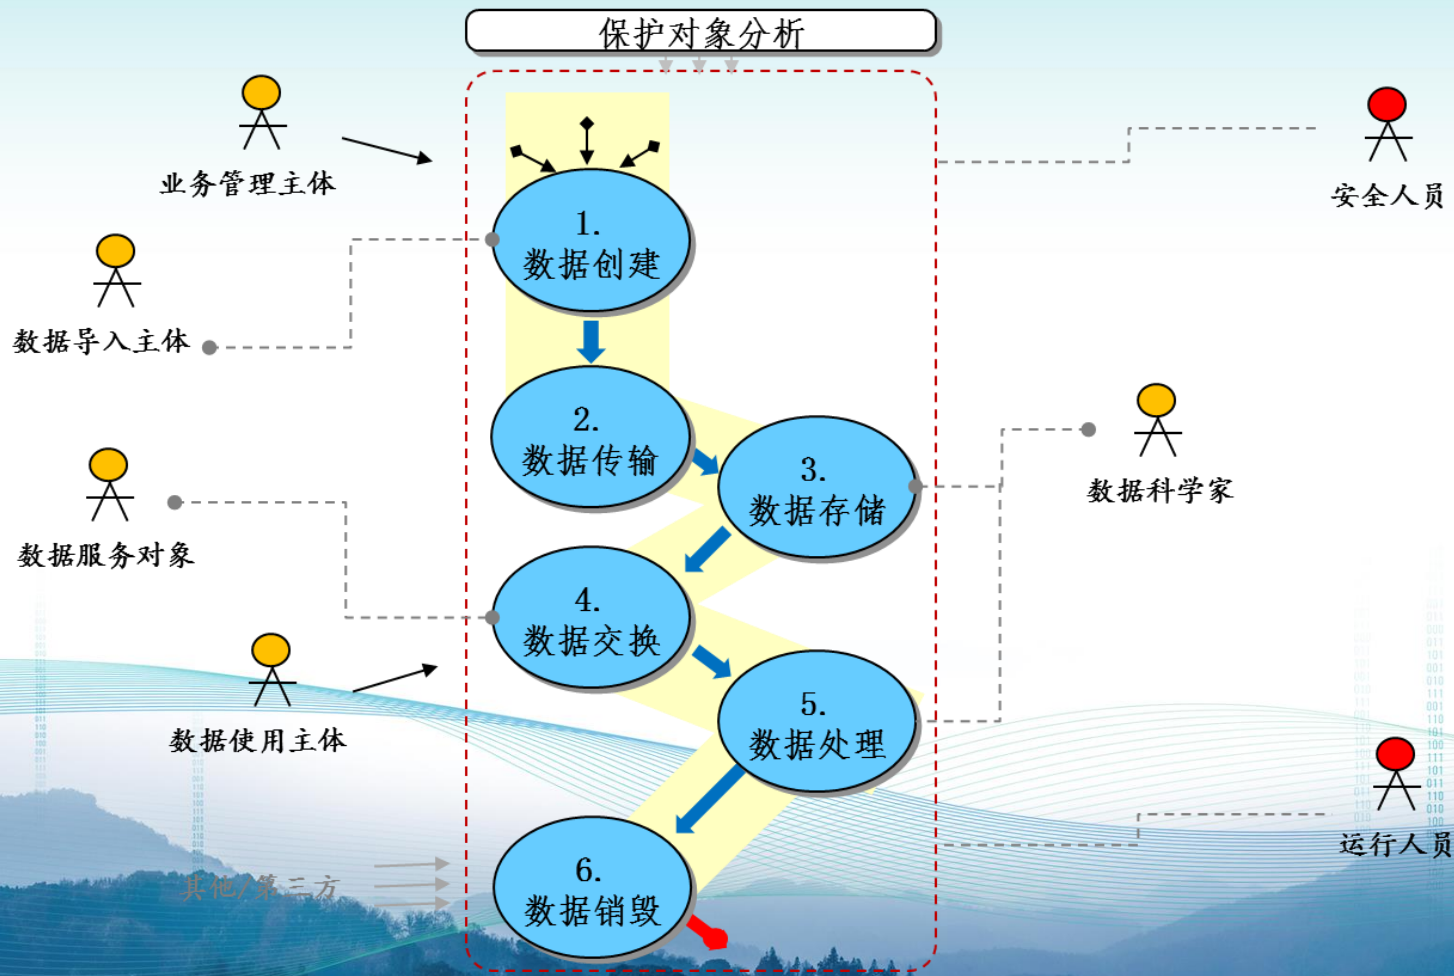 保护对象分析
业务管理主体
安全人员
1.
数据创建
数据导入主体
2.
数据传输
3.
数据存储
数据科学家
数据服务对象
4.
数据交换
数据使用主体
5.
数据处理
运行人员
其他/第三方
6.
数据销毁